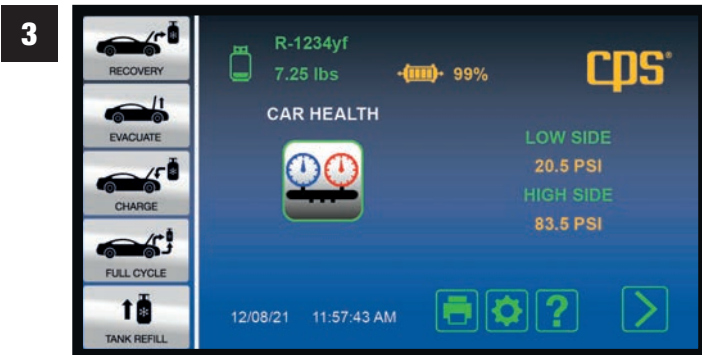 3
RECOVERY
EVACUATE
CHARGE
FULL CYCLE
TANK REFILL
R-1234yf
7.25 lbs
99%
cps®
CAR HEALTH
LOW SIDE
20.5 PSI
HIGH SIDE
83.5 PSI
12/08/21 11:57:43 AM
?